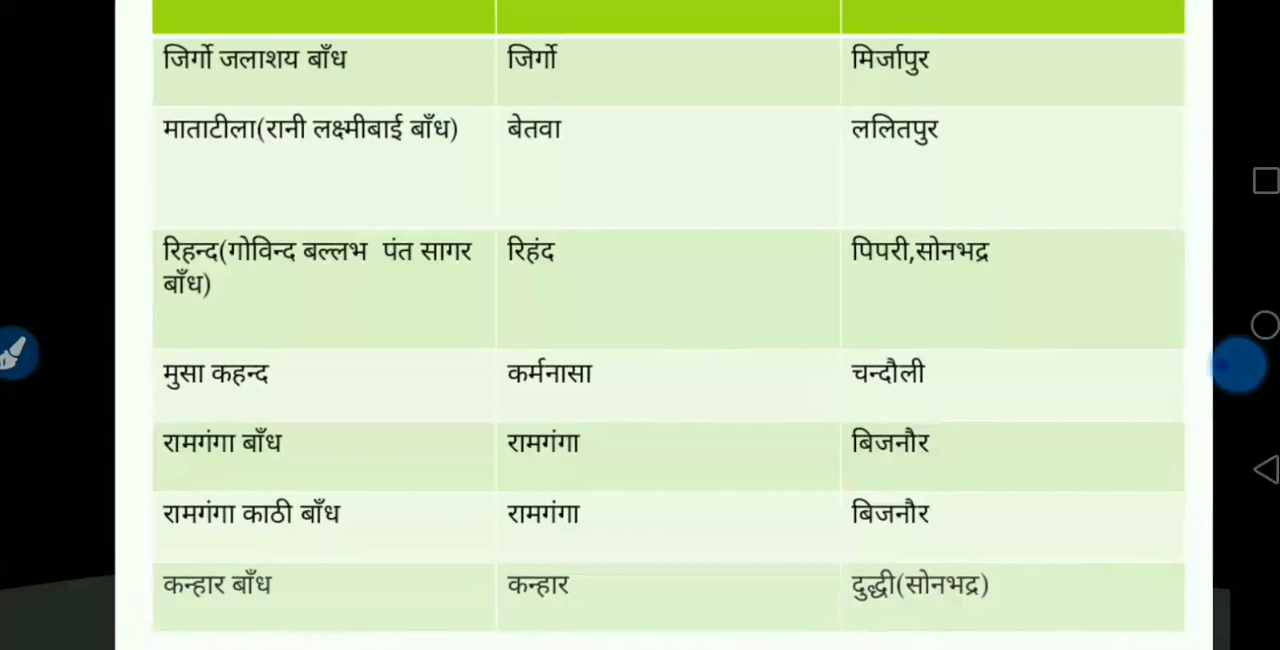 जिर्गो जलाशय बाँध जिर्गो मिर्जापुर
माताटीला(रानी लक्ष्मीबाई बाँध) बेतवा ललितपुर
रिहन्द(गोविन्द बल्लभ पंत सागर रिहंद पिपरी,सोनभद्र
बाँध)
मुसा कहन्द कर्मनासा चन्दौली
रामगंगा बाँध रामगंगा बिजनौर
रामगंगा काठी बाँध रामगंगा बिजनौर
कन्हार बाँध कन्हार दुद्धी(सोनभद्र)